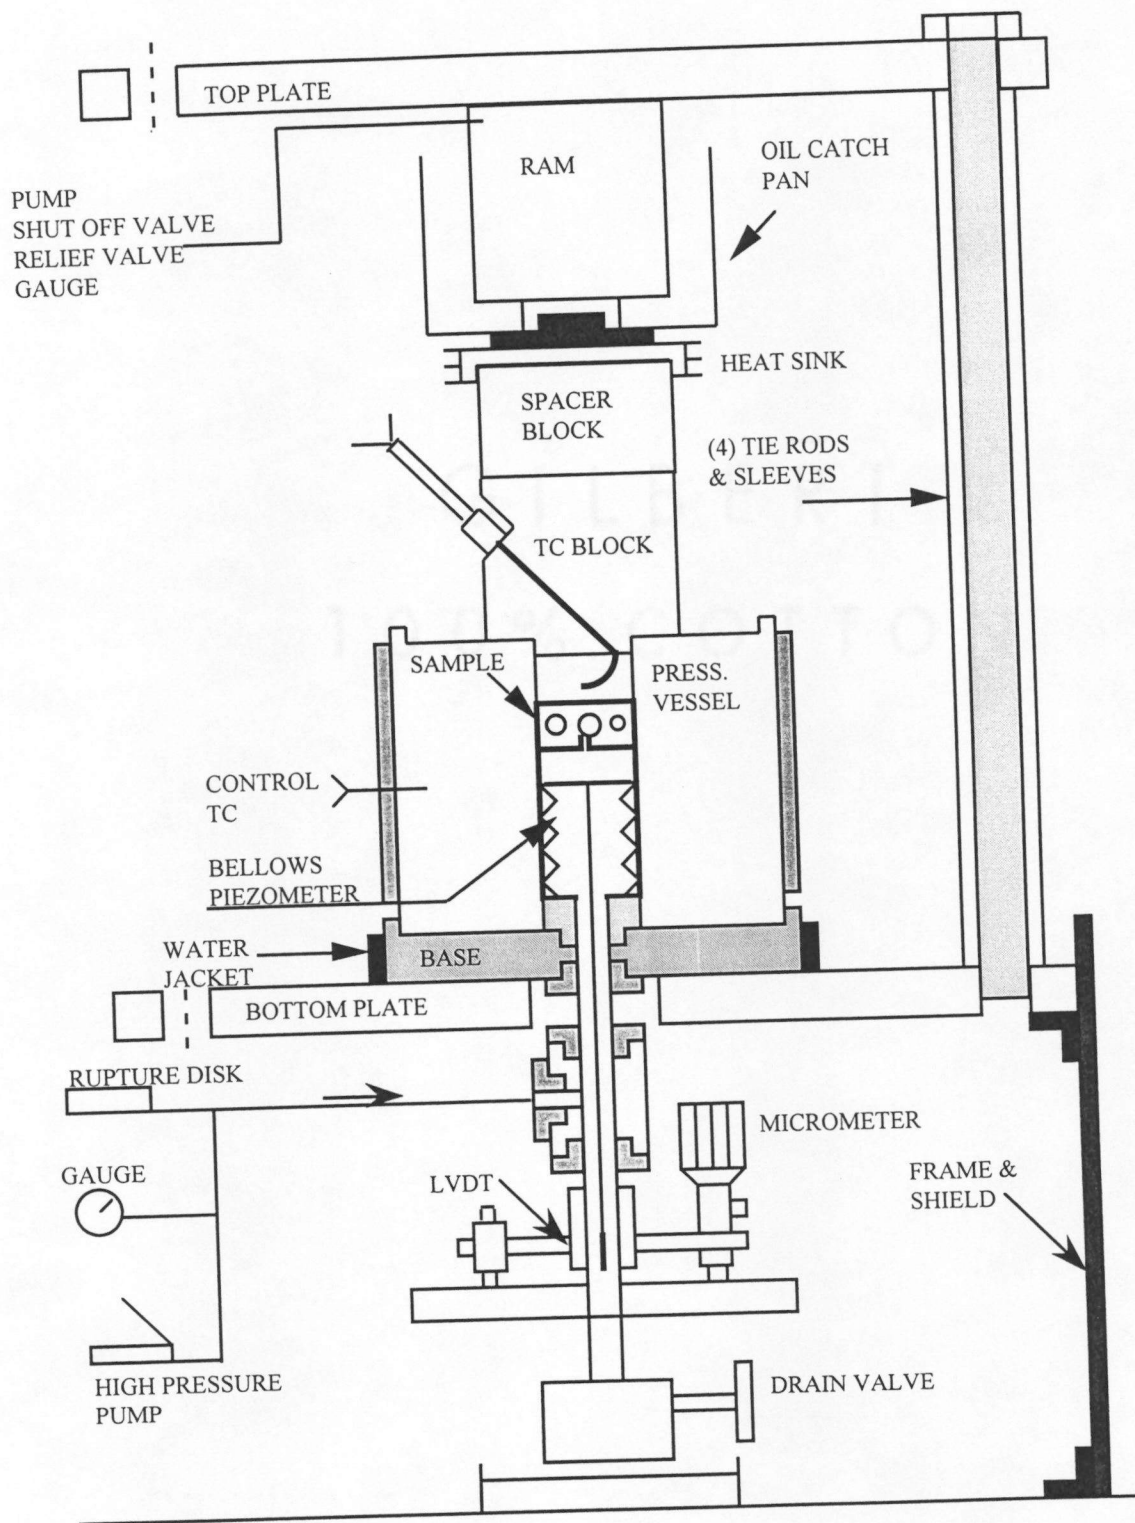 TOP PLATE
RAM
OIL CATCH
PAN
PUMP
SHUT OFF VALVE
RELIEF VALVE
GAUGE
HEAT SINK
SPACER
BLOCK
(4) TIE RODS
& SLEEVES
TC BLOCK
SAMPLE
PRESS.
VESSEL
CONTROL
TC
BELLOWS
PIEZOMETER
WATER
JACKET
BASE
BOTTOM PLATE
RUPTURE DISK
MICROMETER
GAUGE
LVDT
FRAME &
SHIELD
HIGH PRESSURE
PUMP
DRAIN VALVE